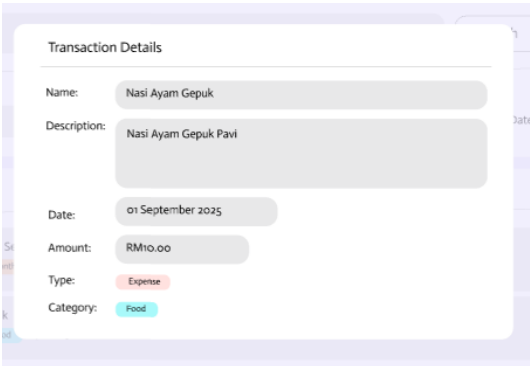 Transaction Details
Name: Nasi Ayam Gepuk
Description: Nasi Ayam Gepuk Pavi
Date: 01 September 2025
Amount: RM10.00
Type: Expense
Category: Food
Date